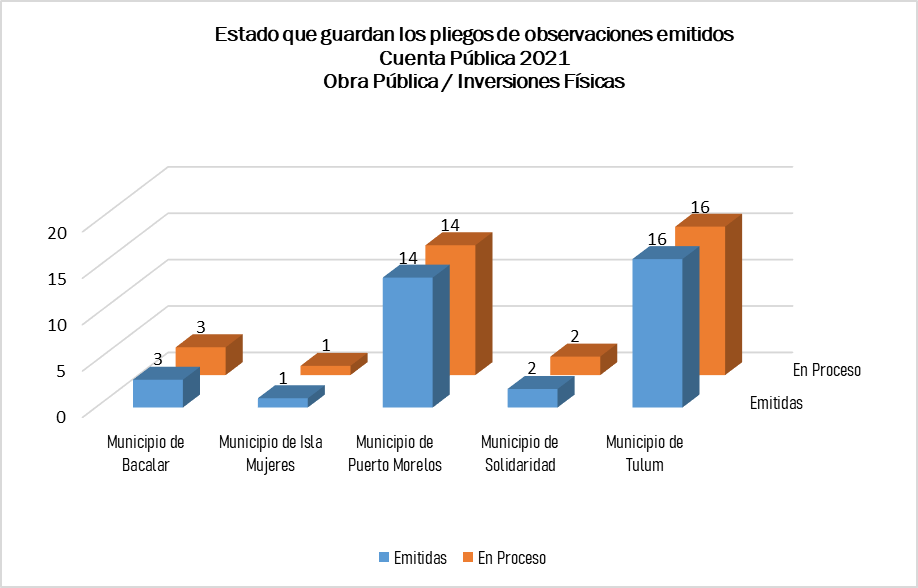 Estado que guardan los pliegos de observaciones emitidos
Cuenta Pública 2021
Obra Pública / Inversiones Físicas
20
15
10
5
0
3
3
1
1
14
14
2
2
16
16
En Proceso
Emitidas
Municipio de
Bacalar
Municipio de Isla
Mujeres
Municipio de
Puerto Morelos
Municipio de
Solidaridad
Municipio de
Tulum
Emitidas
En Proceso